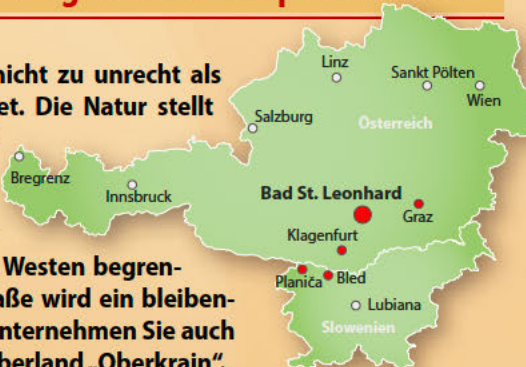 nicht zu unrecht als
et. Die Natur stellt
Westen begren-
aße wird ein bleiben-
nternehmen Sie auch
berland „Oberkrain“.
Linz
Sankt Pölten
Wien
Salzburg
Österreich
Bregrenz
Innsbruck
Bad St. Leonhard
Graz
Klagenfurt
Planiča
Bled
Lubiana
Slowenien